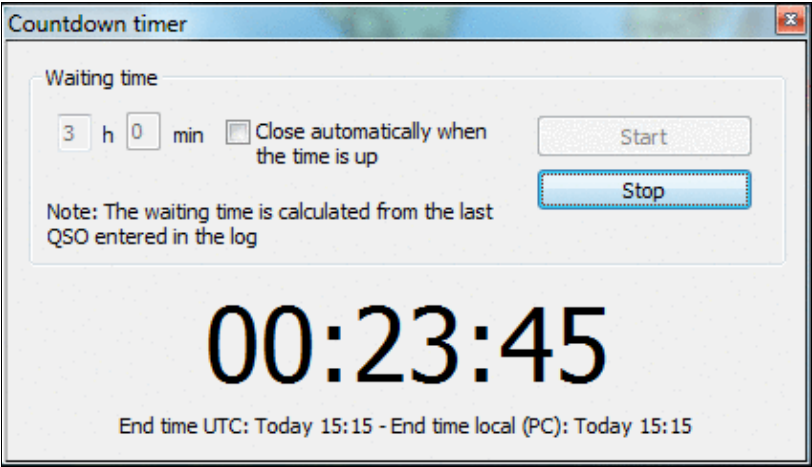 Countdown timer
Waiting time
3 h 0 min
Close automatically when
the time is up
Start
Stop
Note: The waiting time is calculated from the last
QSO entered in the log
00:23:45
End time UTC: Today 15:15 - End time local (PC): Today 15:15